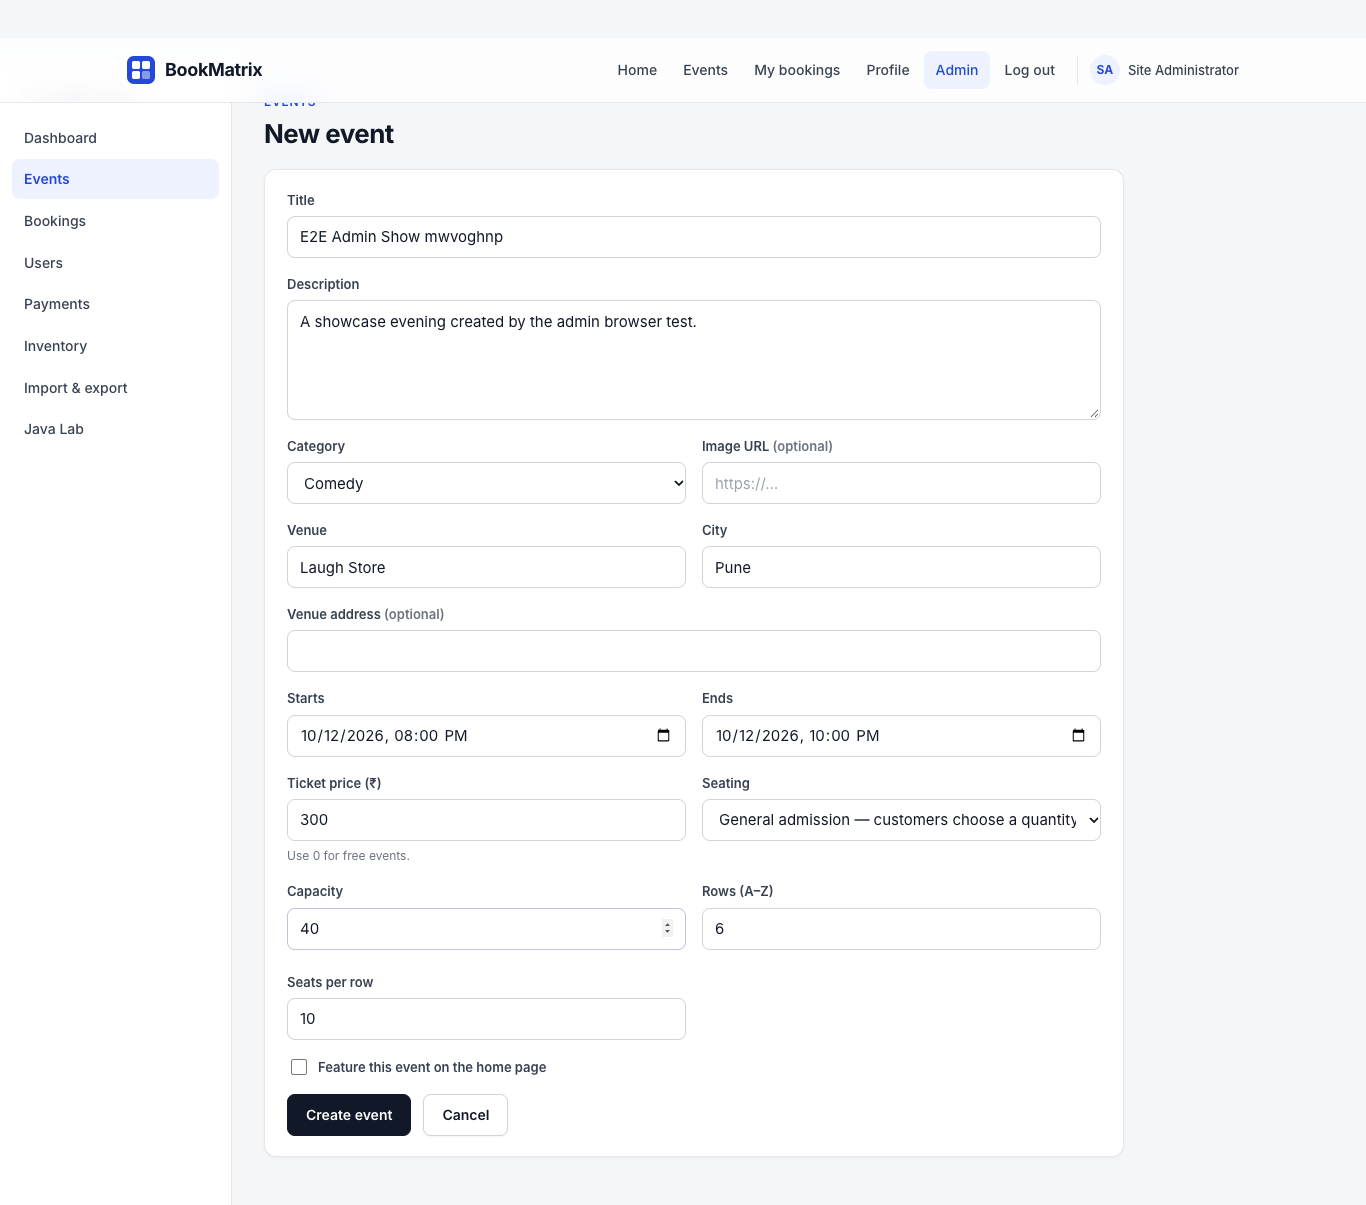 BookMatrix
Home
Events
My bookings
Profile
Admin
Log out
SA
Site Administrator
Dashboard
Events
Bookings
Users
Payments
Inventory
Import & export
Java Lab
EVENTS
New event
Title
E2E Admin Show mwvoghnp
Description
A showcase evening created by the admin browser test.
Category
Image URL (optional)
Comedy
https://...
Venue
City
Laugh Store
Pune
Venue address (optional)
Starts
Ends
10/12/2026, 08:00 PM
10/12/2026, 10:00 PM
Ticket price (₹)
Seating
300
General admission — customers choose a quantity
Use 0 for free events.
Capacity
Rows (A–Z)
40
6
Seats per row
10
Feature this event on the home page
Create event
Cancel